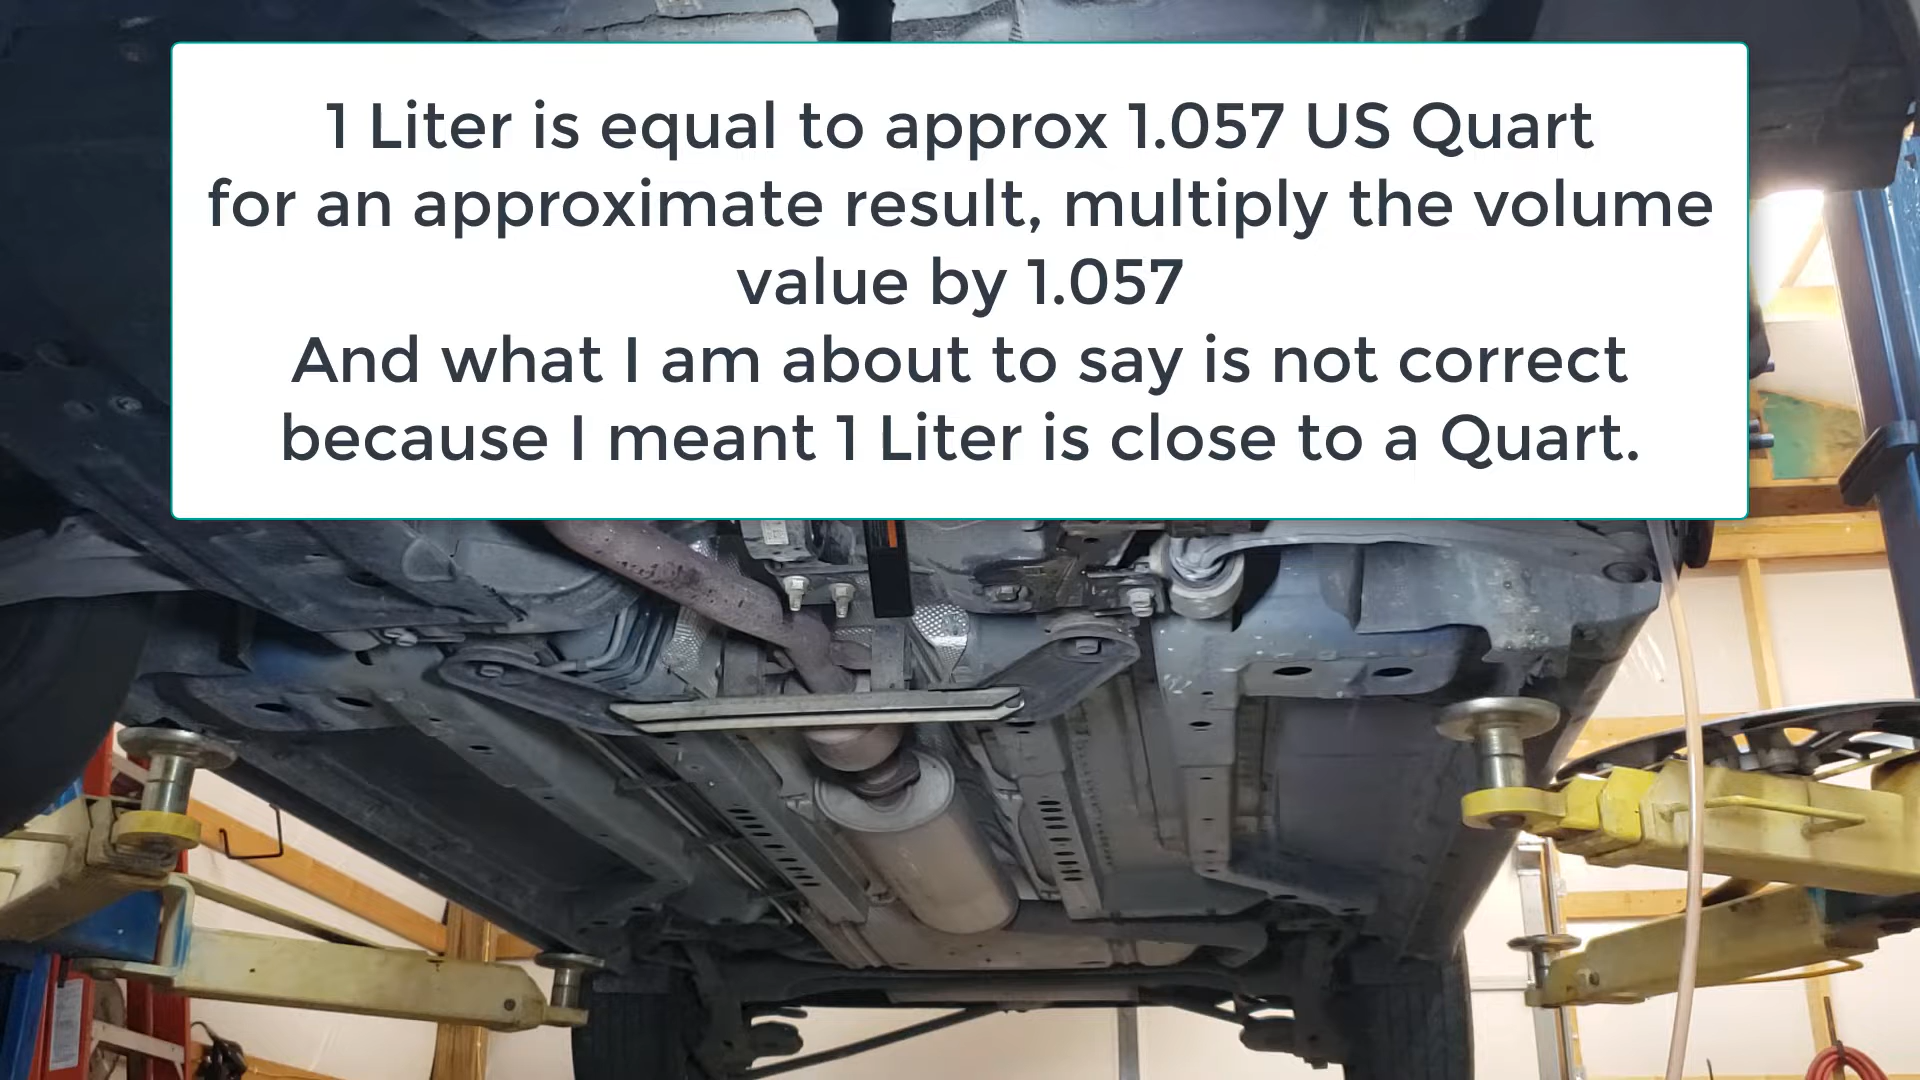 1 Liter is equal to approx 1.057 US Quart
for an approximate result, multiply the volume
value by 1.057
And what I am about to say is not correct
because I meant 1 Liter is close to a Quart.